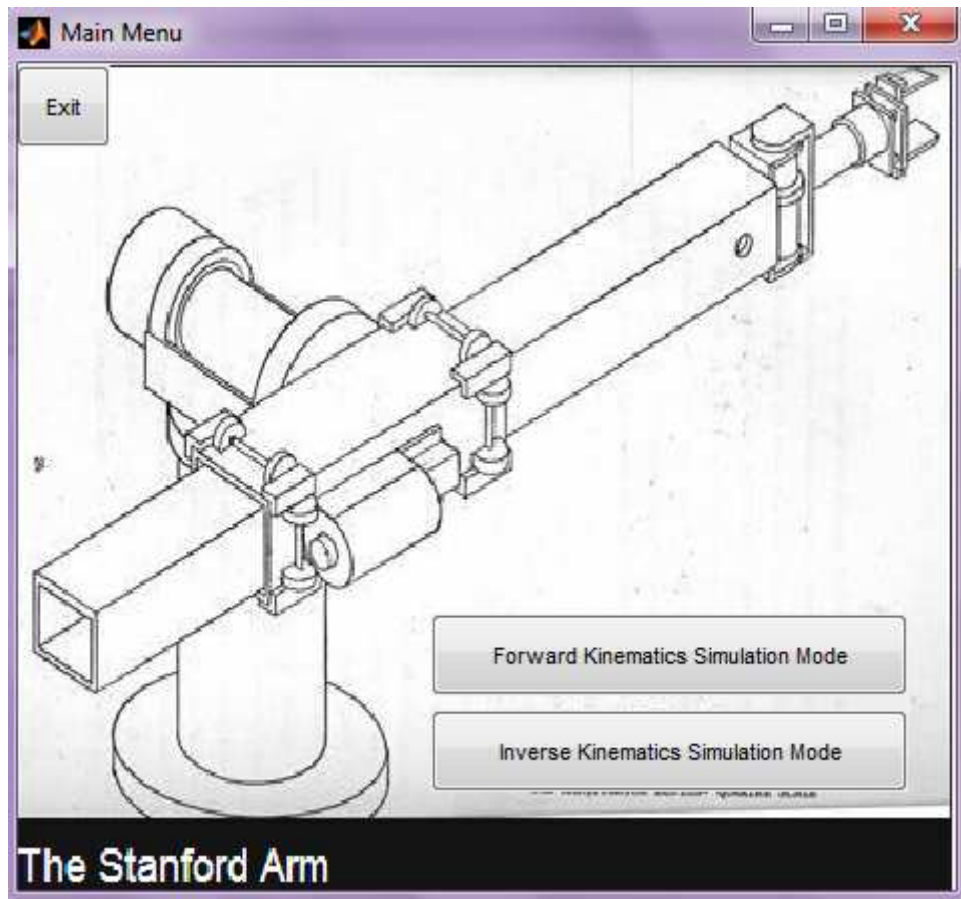 Main Menu
Exit
Forward Kinematics Simulation Mode
Inverse Kinematics Simulation Mode
The Stanford Arm